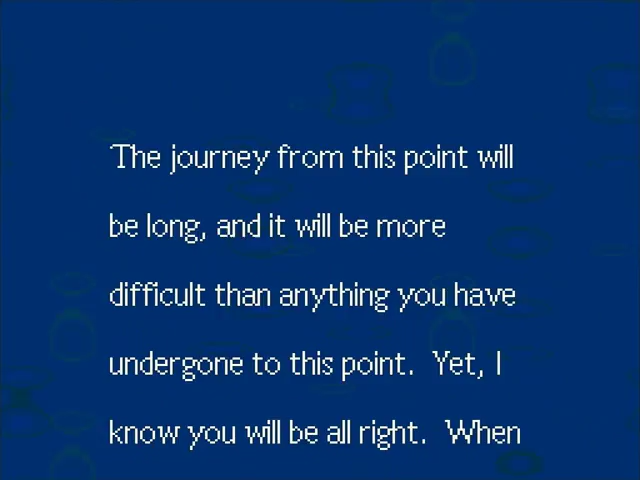 The journey from this point will
be long, and it will be more
difficult than anything you have
undergone to this point.  Yet, I
know you will be all right.  When